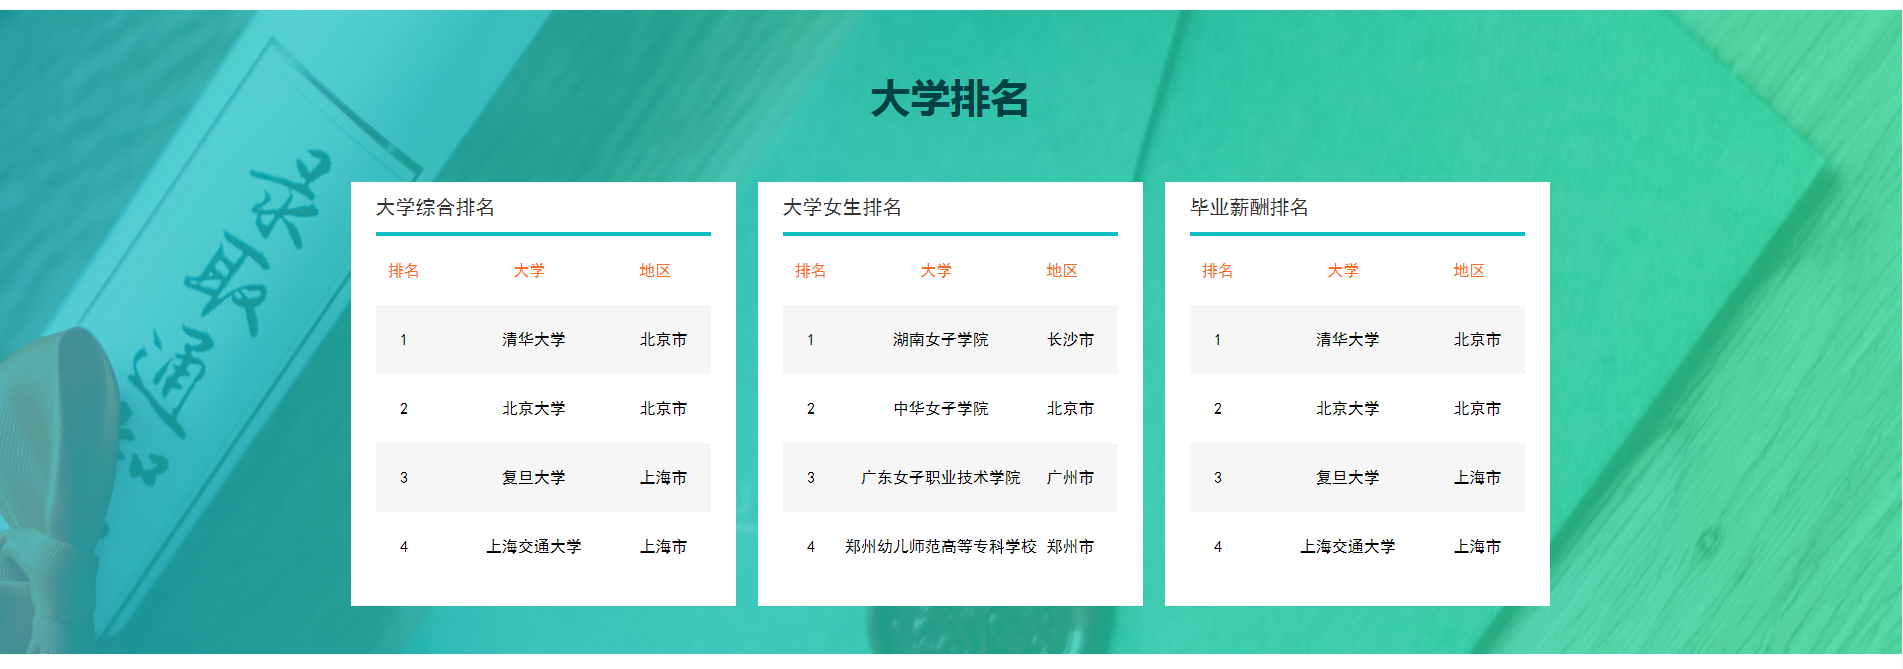 大学排名
录取通
大学综合排名
排名 大学 地区
1 清华大学 北京市
2 北京大学 北京市
3 复旦大学 上海市
4 上海交通大学 上海市
大学女生排名
排名 大学 地区
1 湖南女子学院 长沙市
2 中华女子学院 北京市
3 广东女子职业技术学院 广州市
4 郑州幼儿师范高等专科学校 郑州市
毕业薪酬排名
排名 大学 地区
1 清华大学 北京市
2 北京大学 北京市
3 复旦大学 上海市
4 上海交通大学 上海市